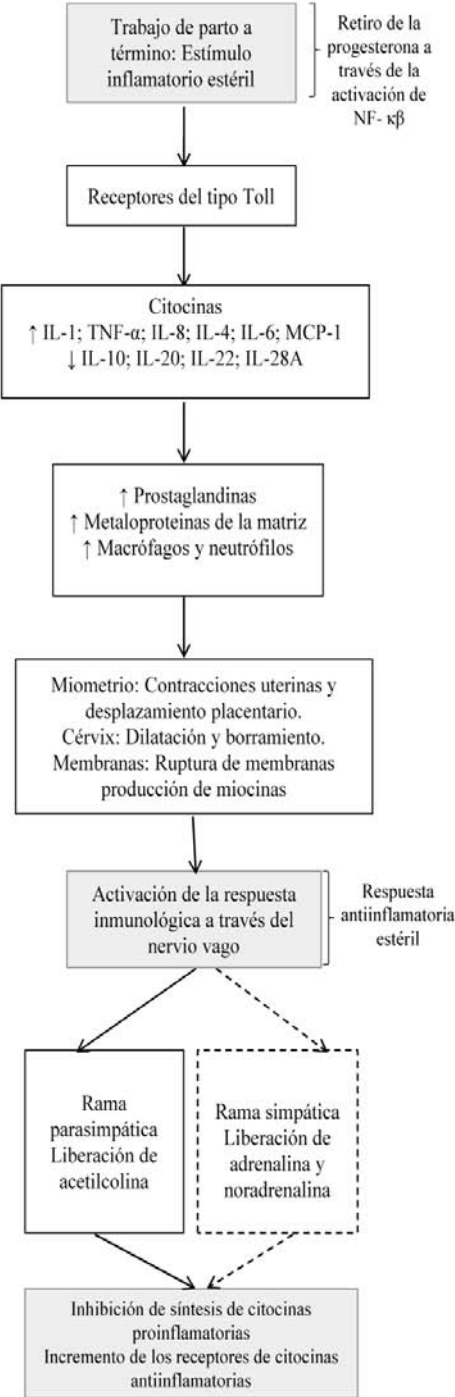 Trabajo de parto a
término: Estímulo
inflamatorio estéril
Retiro de la
progesterona a
través de la
activación de
NF- κβ
Receptores del tipo Toll
Citocinas
↑ IL-1; TNF-α; IL-8; IL-4; IL-6; MCP-1
↓ IL-10; IL-20; IL-22; IL-28A
↑ Prostaglandinas
↑ Metaloproteinas de la matriz
↑ Macrófagos y neutrófilos
Miometrio: Contracciones uterinas y
desplazamiento placentario.
Cérvix: Dilatación y borramiento.
Membranas: Ruptura de membranas
producción de miocinas
Activación de la respuesta
inmunológica a través del
nervio vago
Respuesta
antiinflamatoria
estéril
Rama
parasimpática
Liberación de
acetilcolina
Rama simpática
Liberación de
adrenalina y
noradrenalina
Inhibición de síntesis de citocinas
proinflamatorias
Incremento de los receptores de citocinas
antiinflamatorias